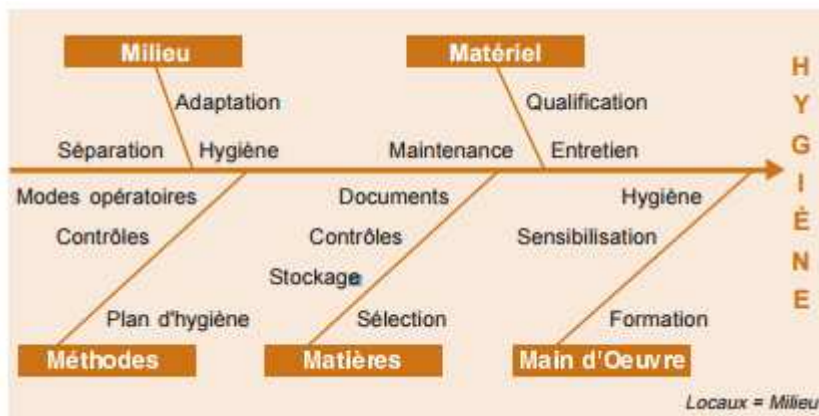 Milieu
Matériel
Adaptation
Qualification
Séparation
Hygiène
Maintenance
Entretien
Modes opératoires
Documents
Hygiène
Contrôles
Contrôles
Sensibilisation
Stockage
Plan d'hygiène
Sélection
Formation
Méthodes
Matières
Main d'Oeuvre
HYGIÈNE
Locaux = Milieu